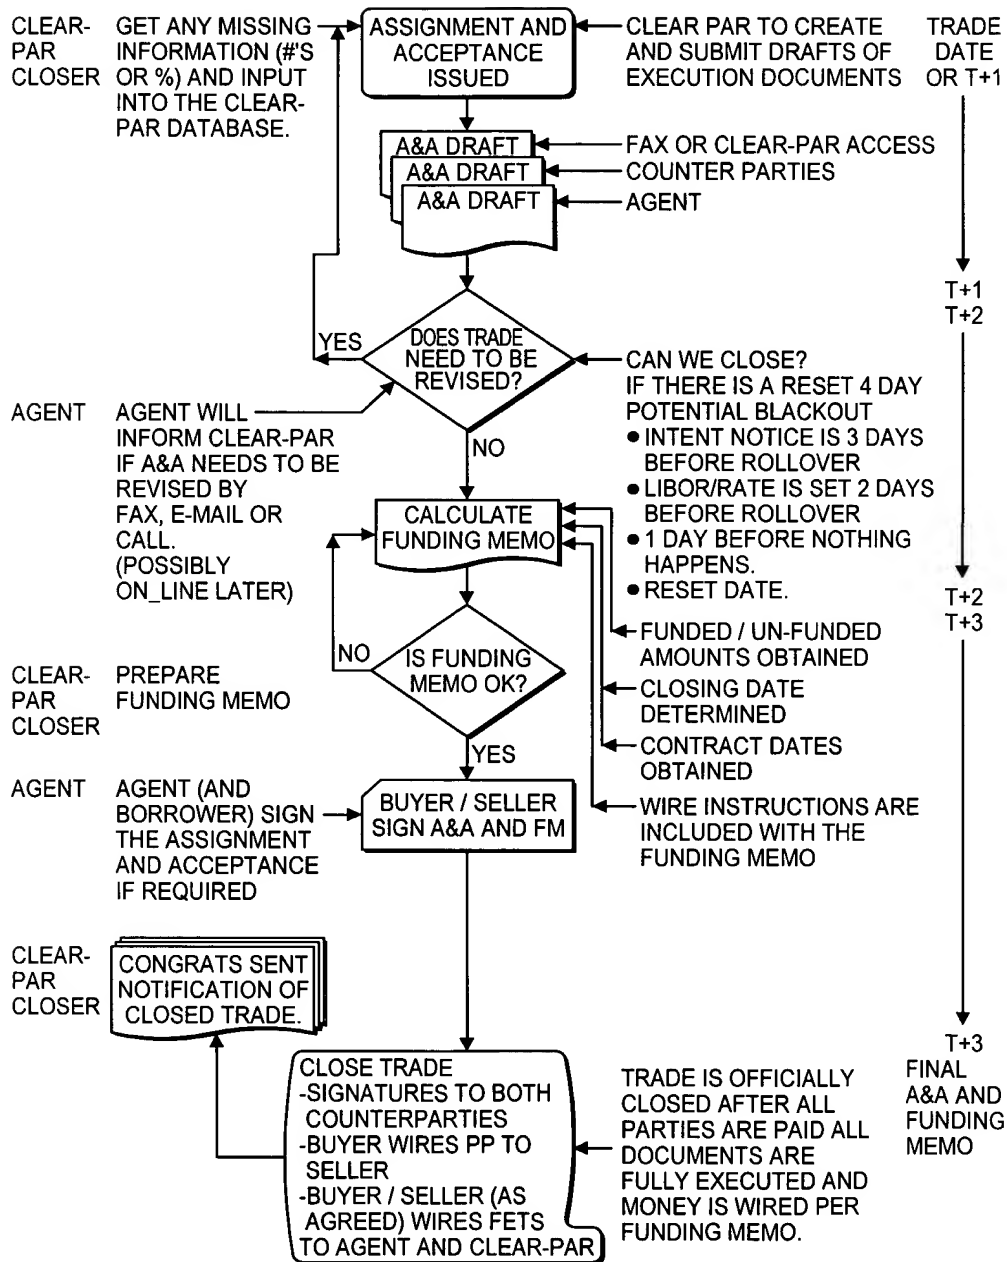 CLEAR-
PAR
CLOSER
GET ANY MISSING
INFORMATION (#'S
OR %) AND INPUT
INTO THE CLEAR-
PAR DATABASE.
ASSIGNMENT AND
ACCEPTANCE
ISSUED
CLEAR PAR TO CREATE
AND SUBMIT DRAFTS OF
EXECUTION DOCUMENTS
TRADE
DATE
OR T+1
A&A DRAFT
A&A DRAFT
A&A DRAFT
FAX OR CLEAR-PAR ACCESS
COUNTER PARTIES
AGENT
T+1
T+2
YES
DOES TRADE
NEED TO BE
REVISED?
NO
CAN WE CLOSE?
IF THERE IS A RESET 4 DAY
POTENTIAL BLACKOUT
● INTENT NOTICE IS 3 DAYS
BEFORE ROLLOVER
● LIBOR/RATE IS SET 2 DAYS
BEFORE ROLLOVER
● 1 DAY BEFORE NOTHING
HAPPENS.
● RESET DATE.
AGENT
AGENT WILL
INFORM CLEAR-PAR
IF A&A NEEDS TO BE
REVISED BY
FAX, E-MAIL OR
CALL.
(POSSIBLY
ON_LINE LATER)
CALCULATE
FUNDING MEMO
T+2
T+3
FUNDED / UN-FUNDED
AMOUNTS OBTAINED
CLOSING DATE
DETERMINED
CONTRACT DATES
OBTAINED
WIRE INSTRUCTIONS ARE
INCLUDED WITH THE
FUNDING MEMO
NO
IS FUNDING
MEMO OK?
YES
CLEAR-
PAR
CLOSER
PREPARE
FUNDING MEMO
AGENT
AGENT (AND
BORROWER) SIGN
THE ASSIGNMENT
AND ACCEPTANCE
IF REQUIRED
BUYER / SELLER
SIGN A&A AND FM
CLEAR-
PAR
CLOSER
CONGRATS SENT
NOTIFICATION OF
CLOSED TRADE.
CLOSE TRADE
-SIGNATURES TO BOTH
COUNTERPARTIES
-BUYER WIRES PP TO
SELLER
-BUYER / SELLER (AS
AGREED) WIRES FETS
TO AGENT AND CLEAR-PAR
TRADE IS OFFICIALLY
CLOSED AFTER ALL
PARTIES ARE PAID ALL
DOCUMENTS ARE
FULLY EXECUTED AND
MONEY IS WIRED PER
FUNDING MEMO.
T+3
FINAL
A&A AND
FUNDING
MEMO